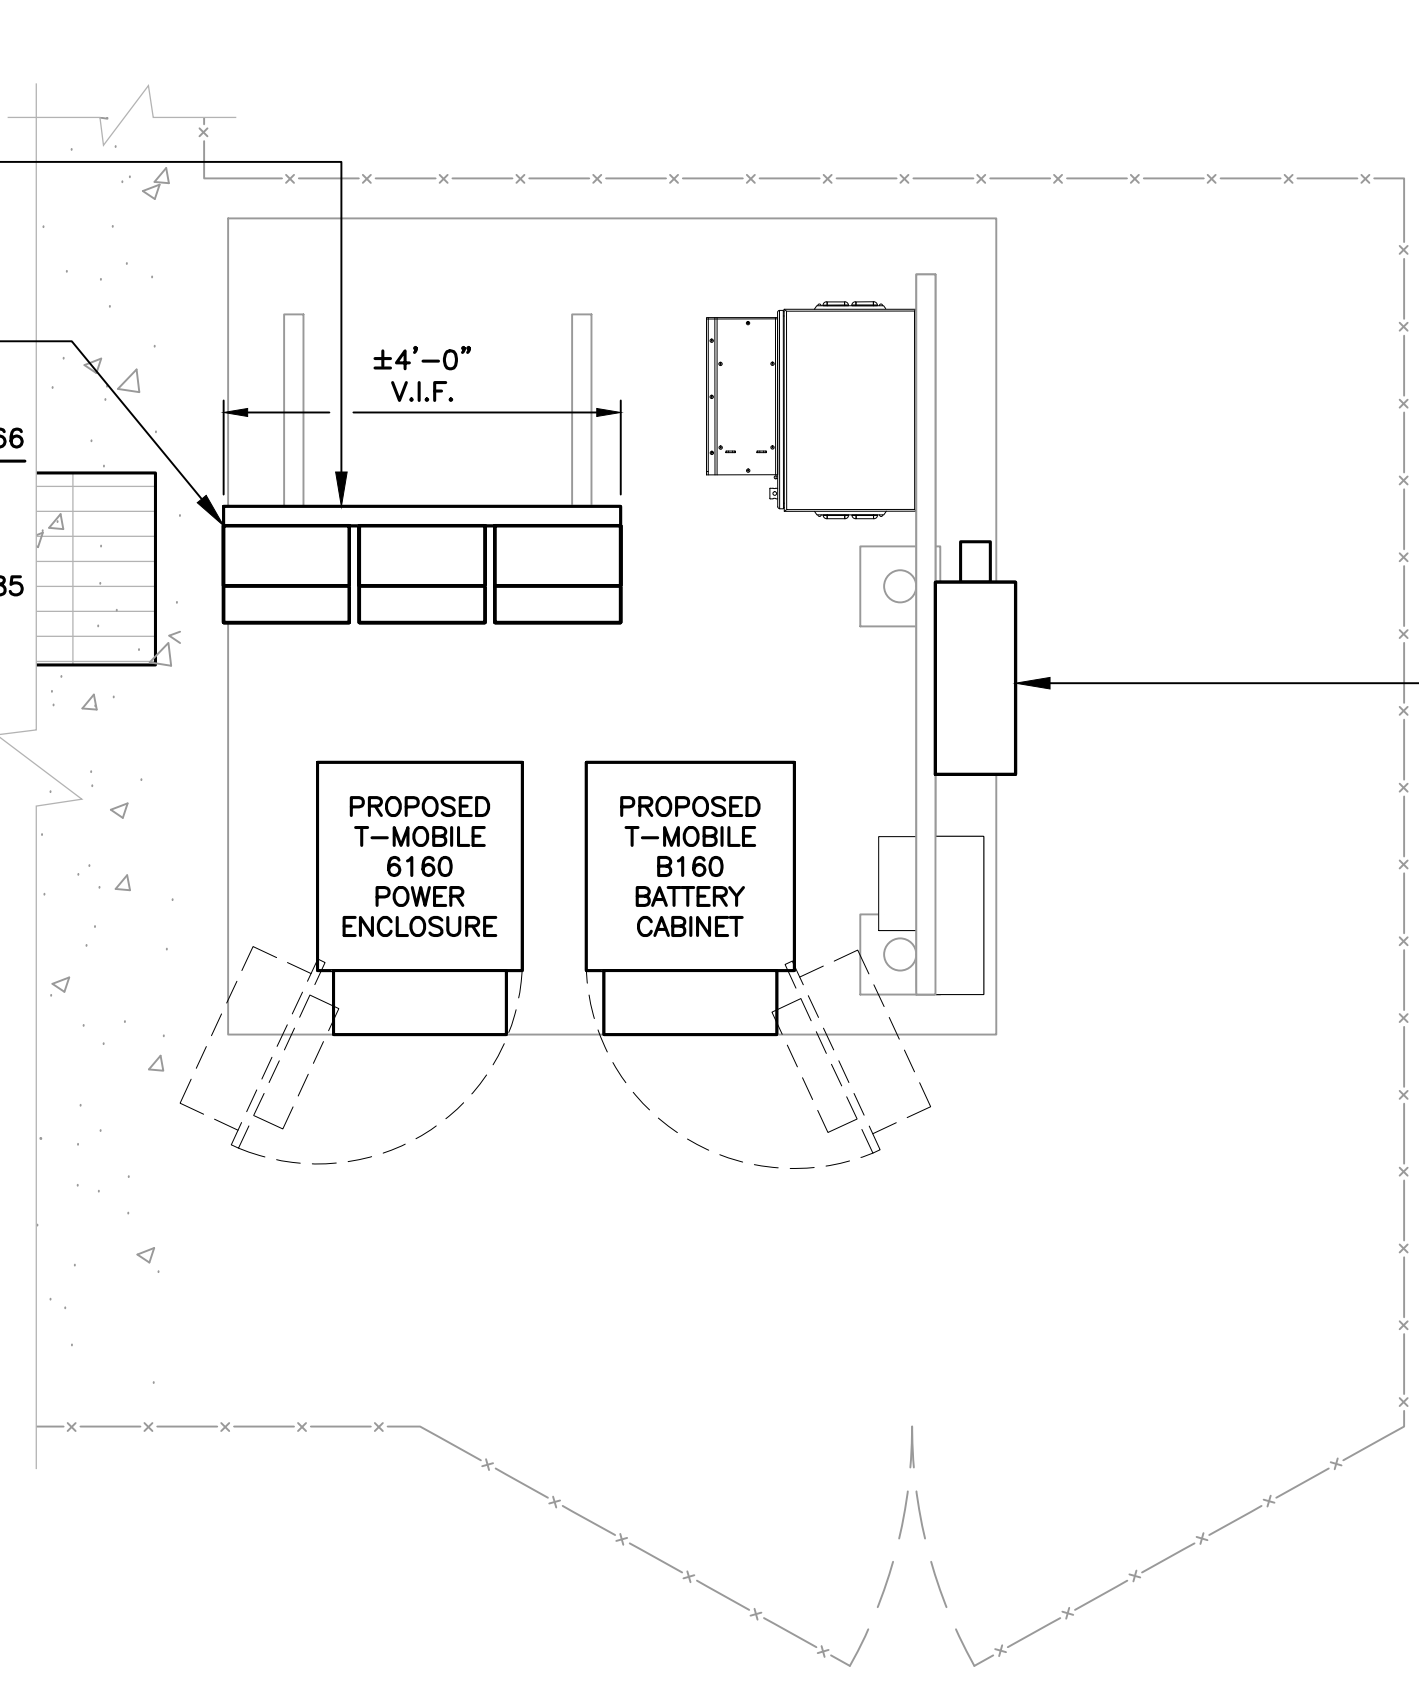 ±4'-0"
V.I.F.
66
35
PROPOSED
T-MOBILE
6160
POWER
ENCLOSURE
PROPOSED
T-MOBILE
B160
BATTERY
CABINET